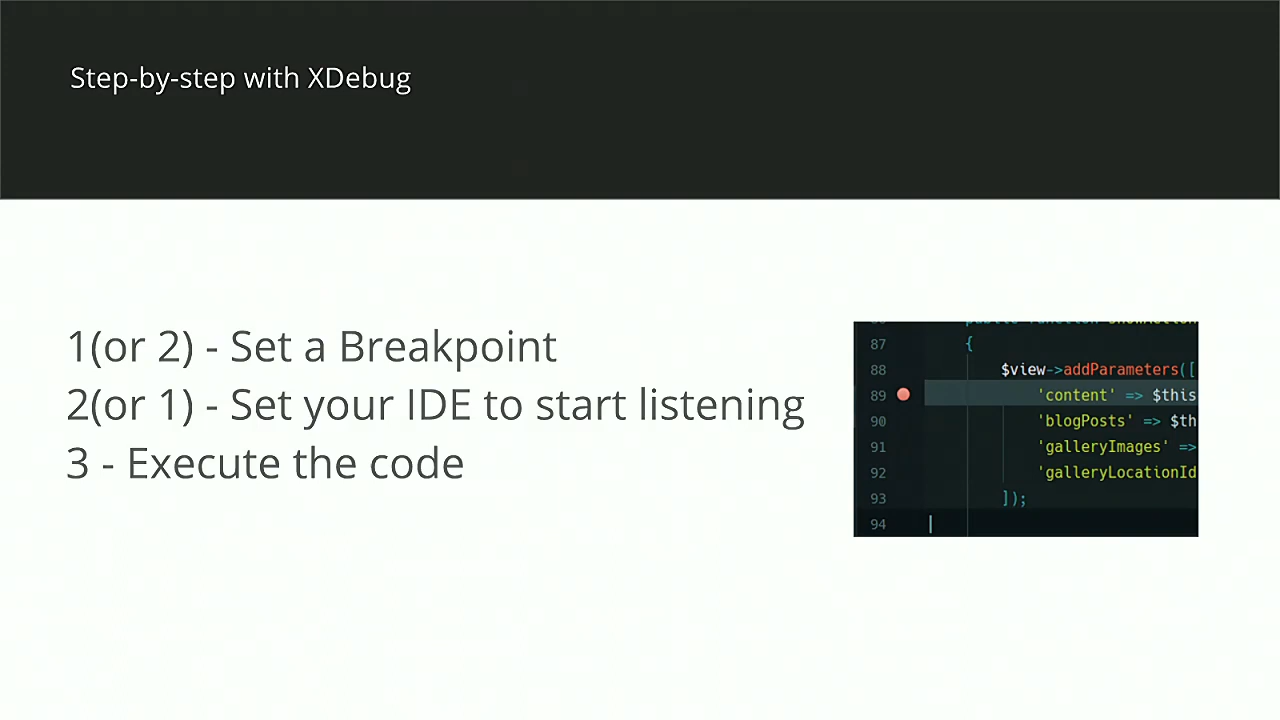 Step-by-step with XDebug
1(or 2) - Set a Breakpoint
2(or 1) - Set your IDE to start listening
3 - Execute the code
87 {
88 $view->addParameters([
89 'content' => $this
90 'blogPosts' => $th
91 'galleryImages' =>
92 'galleryLocationId
93 ]);
94